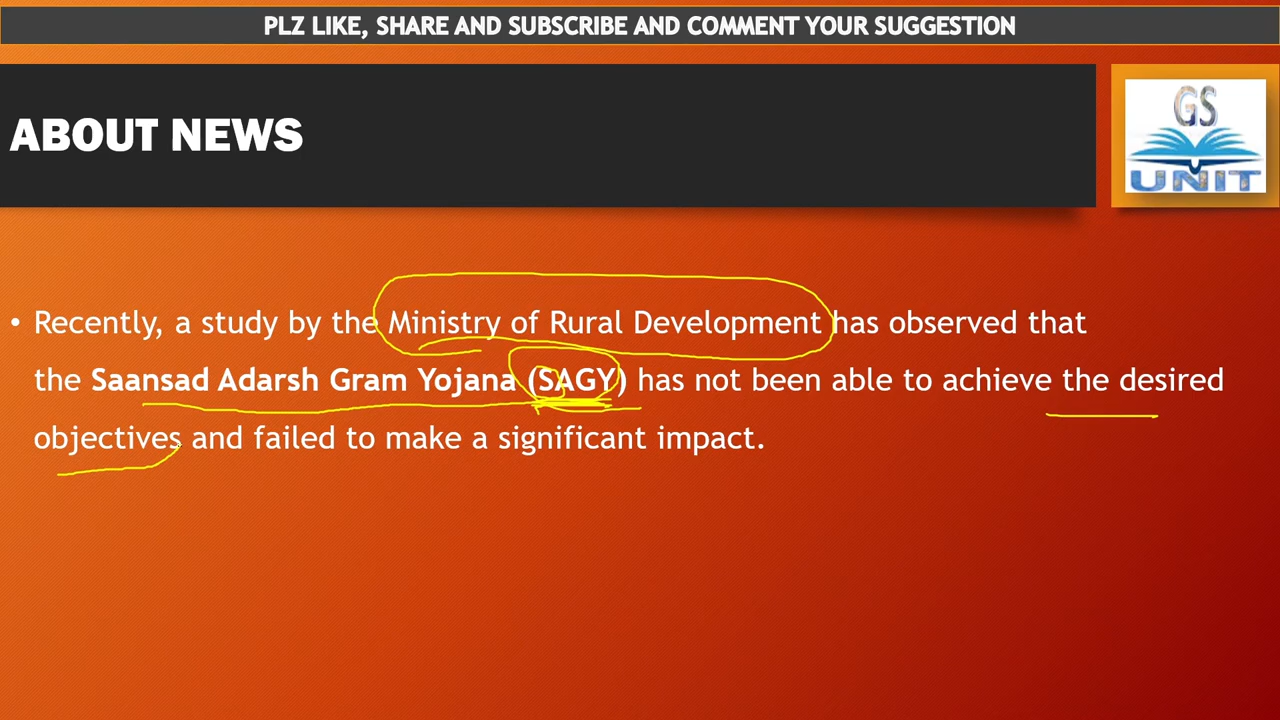 PLZ LIKE, SHARE AND SUBSCRIBE AND COMMENT YOUR SUGGESTION
ABOUT NEWS
GS
UNIT
• Recently, a study by the Ministry of Rural Development has observed that
the Saansad Adarsh Gram Yojana (SAGY) has not been able to achieve the desired
objectives and failed to make a significant impact.